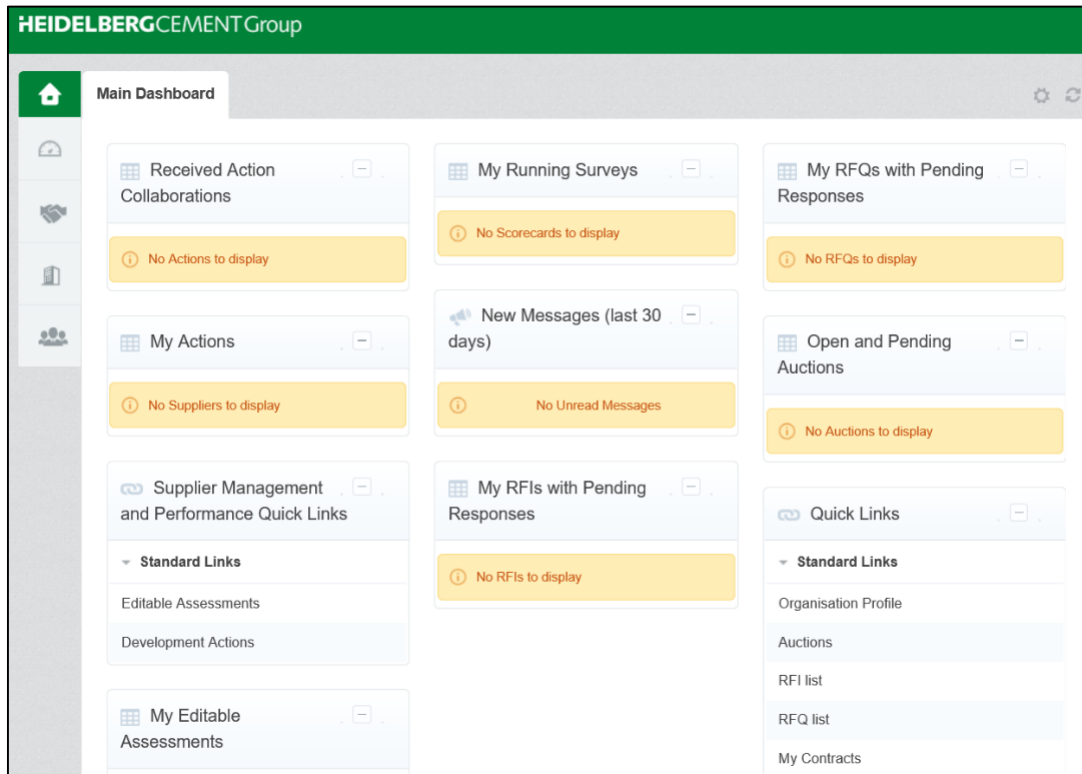 HEIDELBERGCEMENT Group
Main Dashboard
Received Action
Collaborations
No Actions to display
My Actions
No Suppliers to display
Supplier Management
and Performance Quick Links
Standard Links
Editable Assessments
Development Actions
My Editable
Assessments
My Running Surveys
No Scorecards to display
New Messages (last 30
days)
No Unread Messages
My RFIs with Pending
Responses
No RFIs to display
My RFQs with Pending
Responses
No RFQs to display
Open and Pending
Auctions
No Auctions to display
Quick Links
Standard Links
Organisation Profile
Auctions
RFI list
RFQ list
My Contracts